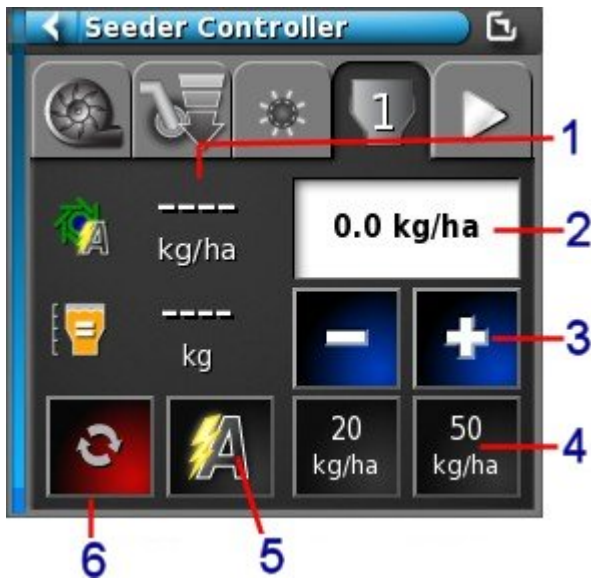 Seeder Controller
1
1
----
kg/ha
0.0 kg/ha
2
----
kg
3
A
20
kg/ha
50
kg/ha
4
5
6